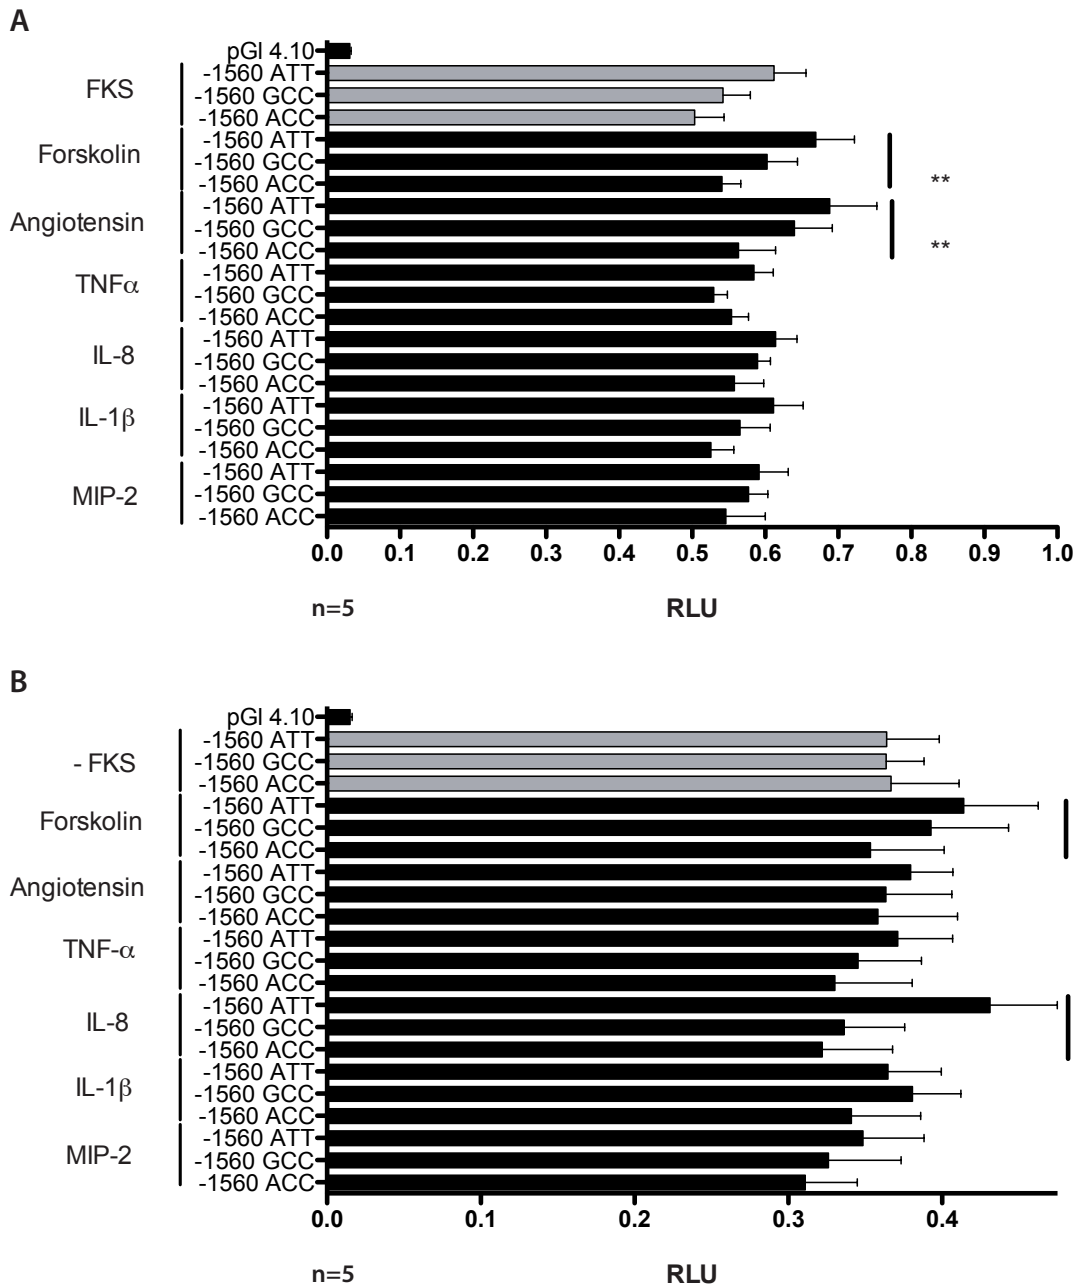 A
pGl 4.10
FKS
-1560 ATT
-1560 GCC
-1560 ACC
Forskolin
-1560 ATT
-1560 GCC
-1560 ACC
**
Angiotensin
-1560 ATT
-1560 GCC
-1560 ACC
**
TNFα
-1560 ATT
-1560 GCC
-1560 ACC
IL-8
-1560 ATT
-1560 GCC
-1560 ACC
IL-1β
-1560 ATT
-1560 GCC
-1560 ACC
MIP-2
-1560 ATT
-1560 GCC
-1560 ACC
0.0 0.1 0.2 0.3 0.4 0.5 0.6 0.7 0.8 0.9 1.0
n=5 RLU
B
pGl 4.10
- FKS
-1560 ATT
-1560 GCC
-1560 ACC
Forskolin
-1560 ATT
-1560 GCC
-1560 ACC
Angiotensin
-1560 ATT
-1560 GCC
-1560 ACC
TNF-α
-1560 ATT
-1560 GCC
-1560 ACC
IL-8
-1560 ATT
-1560 GCC
-1560 ACC
IL-1β
-1560 ATT
-1560 GCC
-1560 ACC
MIP-2
-1560 ATT
-1560 GCC
-1560 ACC
0.0 0.1 0.2 0.3 0.4
n=5 RLU